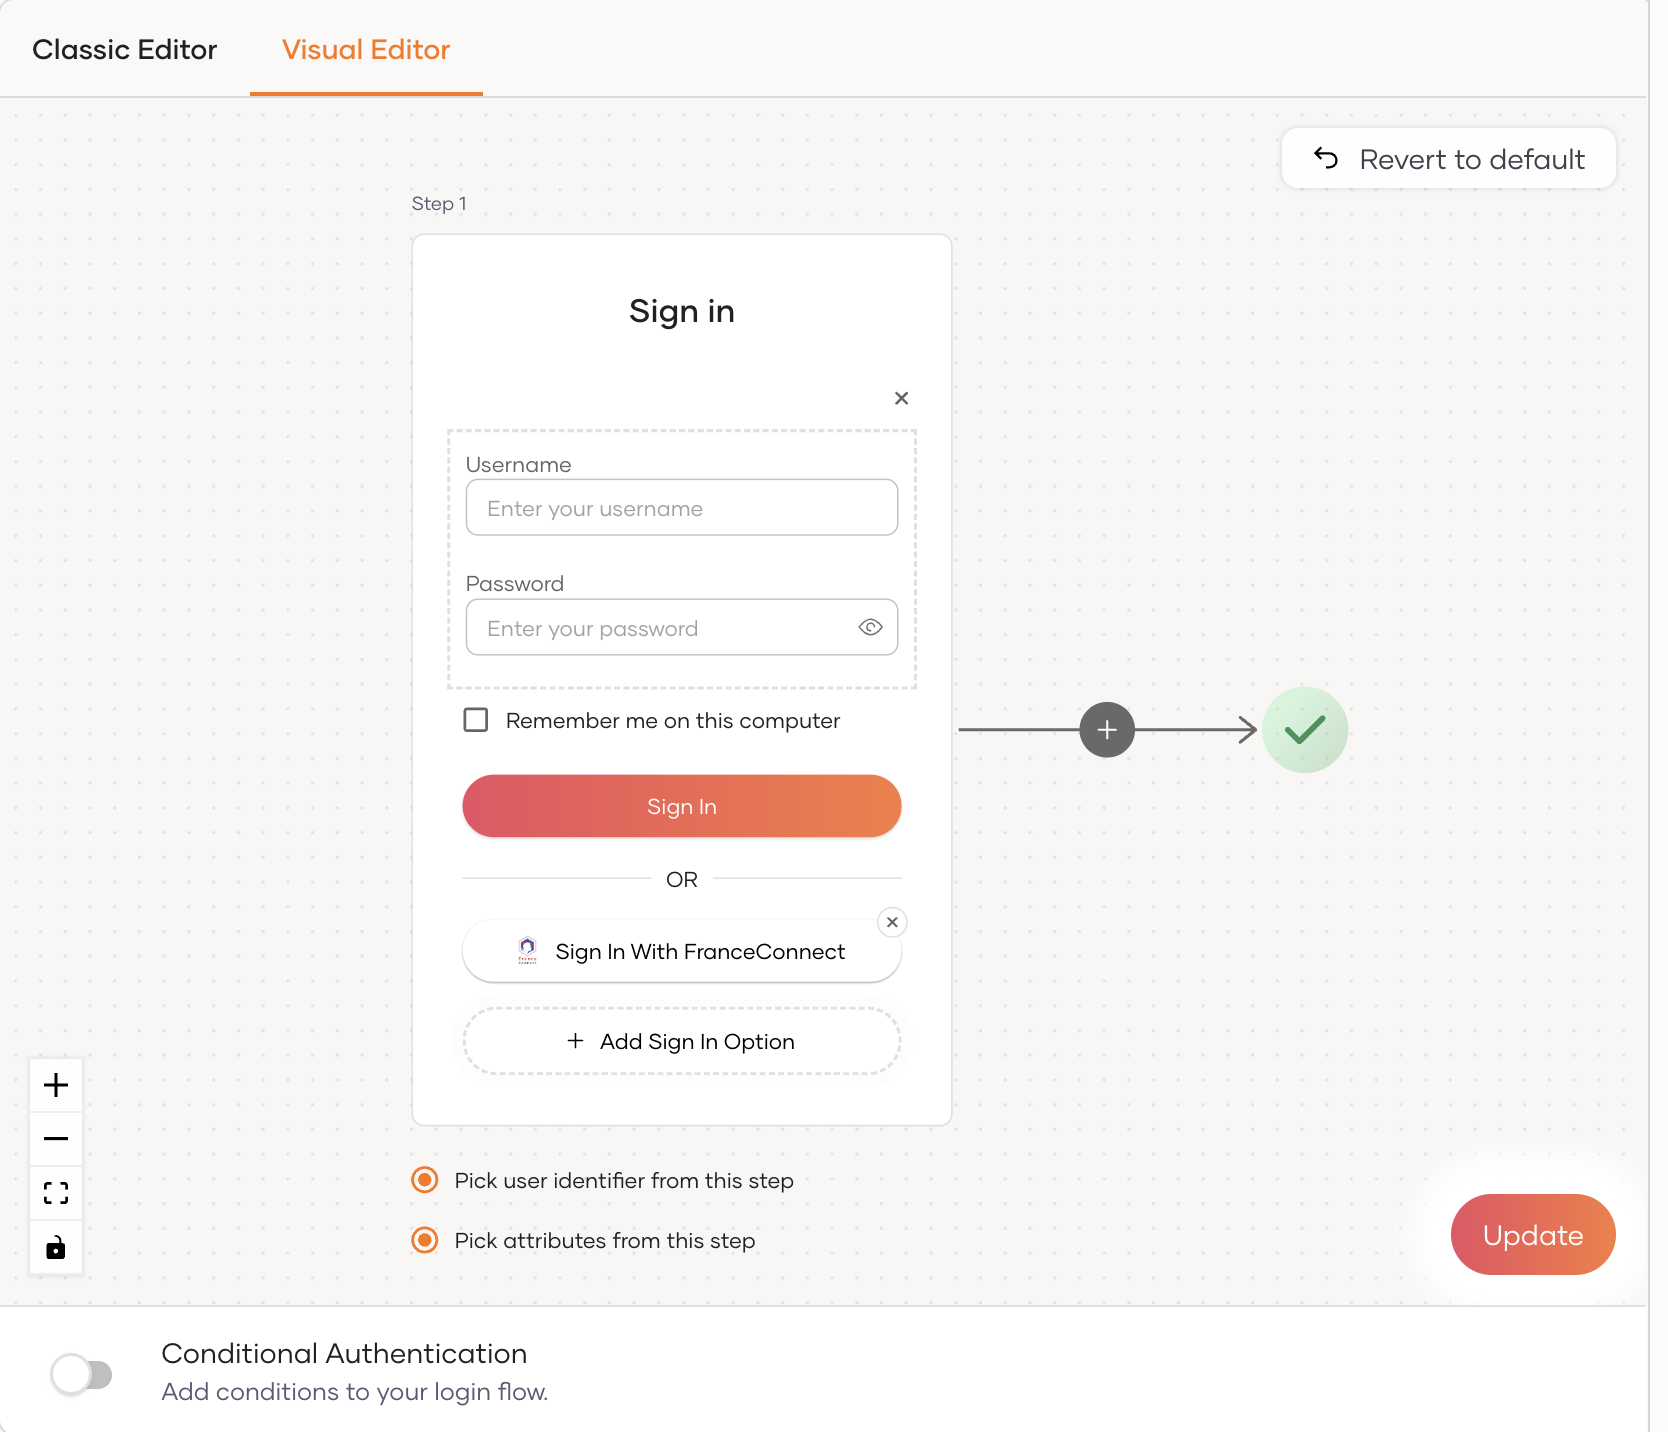 Classic Editor
Visual Editor
Revert to default
Step 1
Sign in
Username
Enter your username
Password
Enter your password
Remember me on this computer
Sign In
OR
Sign In With FranceConnect
Add Sign In Option
Pick user identifier from this step
Pick attributes from this step
Update
Conditional Authentication
Add conditions to your login flow.